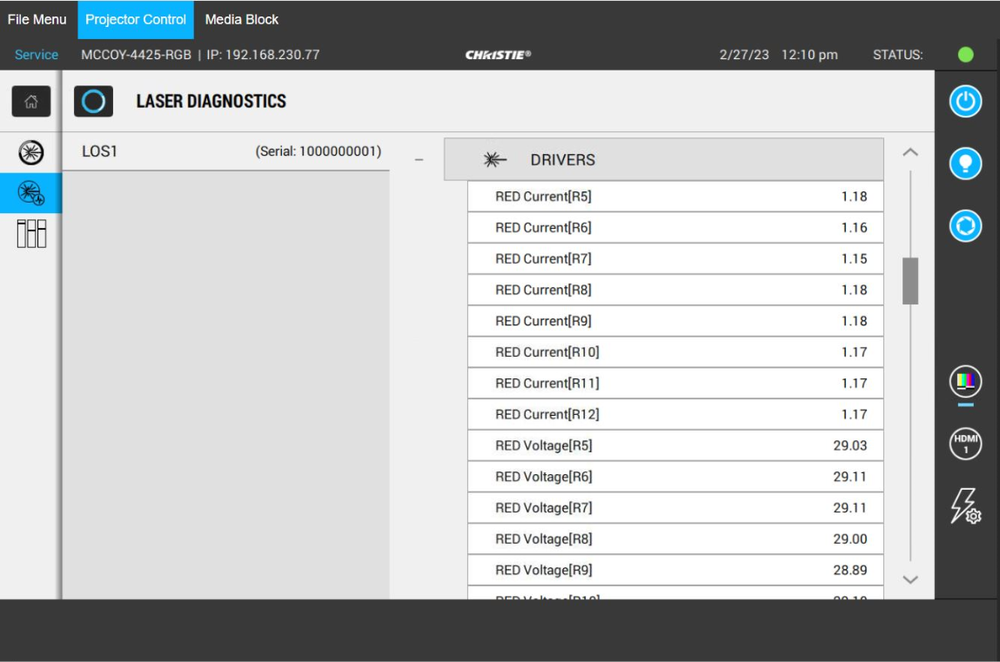 File Menu Projector Control Media Block
Service MCCOY-4425-RGB | IP: 192.168.230.77 CHRISTIE® 2/27/23 12:10 pm STATUS:
LASER DIAGNOSTICS
LOS1 (Serial: 1000000001)
– DRIVERS
RED Current[R5] 1.18
RED Current[R6] 1.16
RED Current[R7] 1.15
RED Current[R8] 1.18
RED Current[R9] 1.18
RED Current[R10] 1.17
RED Current[R11] 1.17
RED Current[R12] 1.17
RED Voltage[R5] 29.03
RED Voltage[R6] 29.11
RED Voltage[R7] 29.11
RED Voltage[R8] 29.00
RED Voltage[R9] 28.89
RED Voltage[R10]
HDMI
1